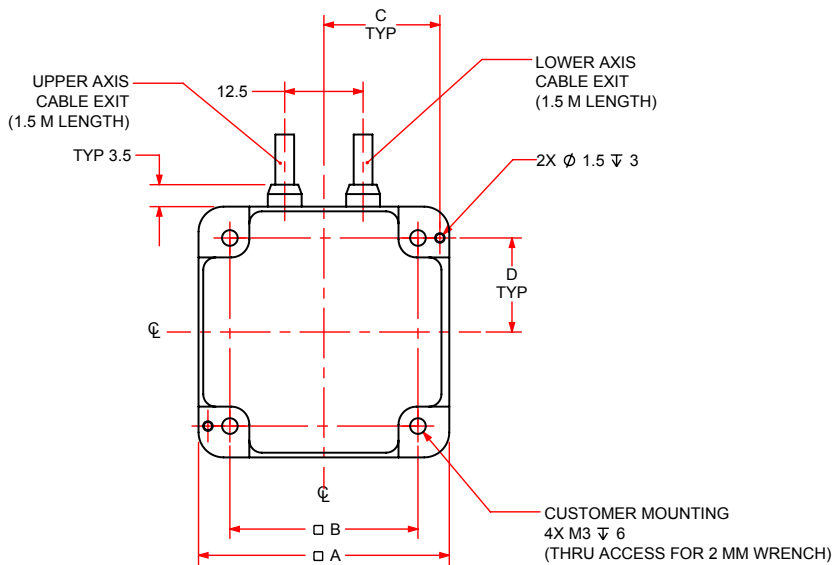 C
TYP
UPPER AXIS
CABLE EXIT
(1.5 M LENGTH)
12.5
LOWER AXIS
CABLE EXIT
(1.5 M LENGTH)
TYP 3.5
2X Ø 1.5 ↧ 3
D
TYP
℄
℄
□ B
□ A
CUSTOMER MOUNTING
4X M3 ↧ 6
(THRU ACCESS FOR 2 MM WRENCH)